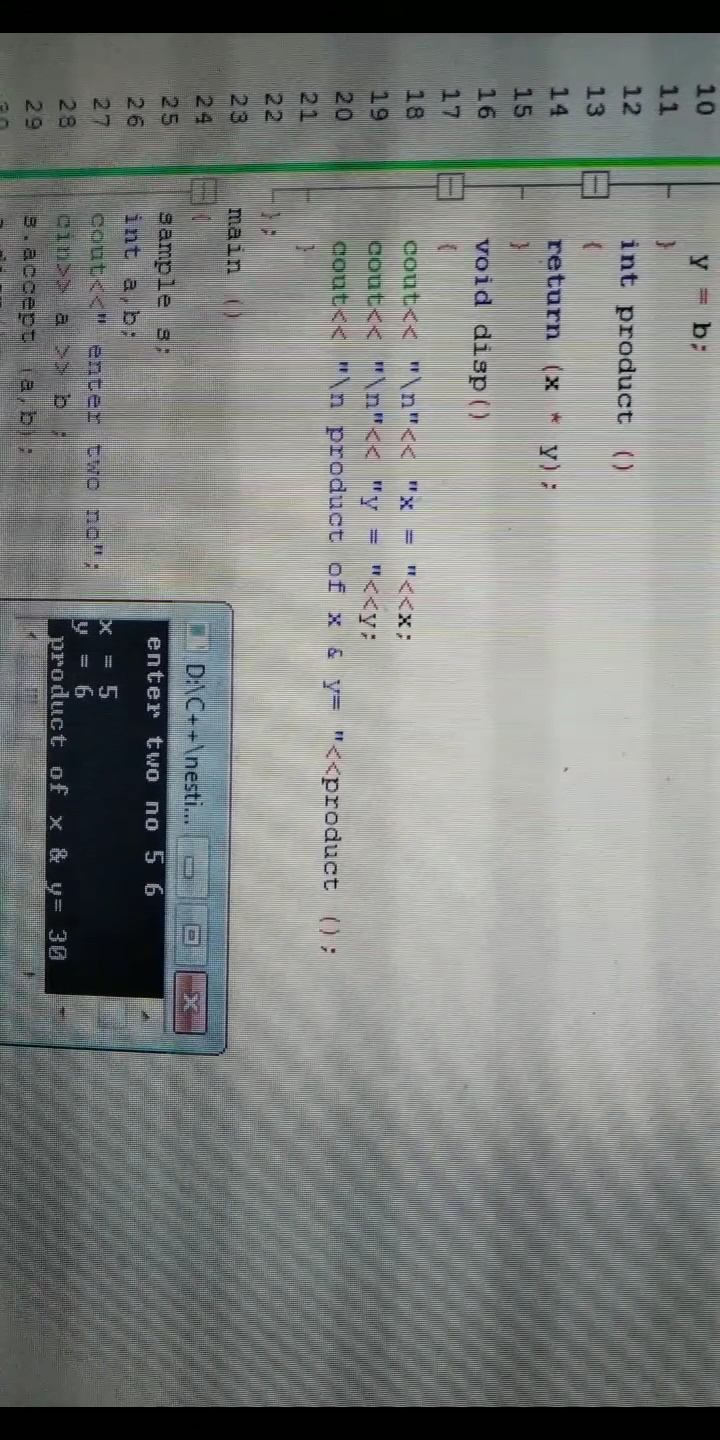 10 y = b;
11 }
12 int product ()
13 {
14 return (x * y);
15 }
16 void disp()
17 {
18 cout<< "\n"<< "x = "<<x;
19 cout<< "\n"<< "y = "<<y;
20 cout<< "\n product of x & y= "<<product ();
21 }
22 };
23 main ()
24 {
25 sample s;
26 int a,b;
27 cout<<" enter two no";
28 cin>> a >> b ;
29 s.accept (a,b);
D:\C++\nesti...
enter two no 5 6
x = 5
y = 6
product of x & y= 30